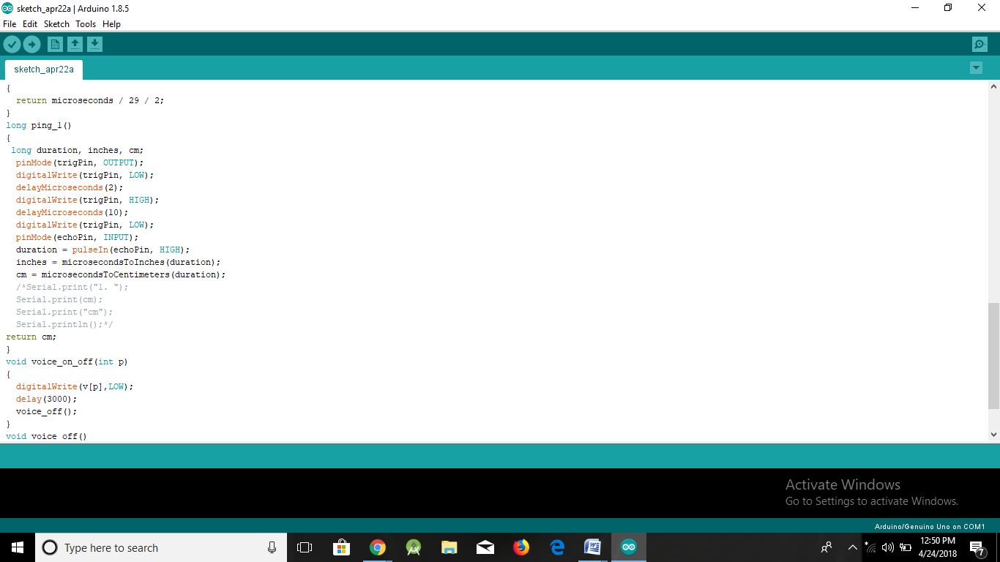 sketch_apr22a | Arduino 1.8.5
File Edit Sketch Tools Help
sketch_apr22a
{
  return microseconds / 29 / 2;
}
long ping_1()
{
 long duration, inches, cm;
  pinMode(trigPin, OUTPUT);
  digitalWrite(trigPin, LOW);
  delayMicroseconds(2);
  digitalWrite(trigPin, HIGH);
  delayMicroseconds(10);
  digitalWrite(trigPin, LOW);
  pinMode(echoPin, INPUT);
  duration = pulseIn(echoPin, HIGH);
  inches = microsecondsToInches(duration);
  cm = microsecondsToCentimeters(duration);
  /*Serial.print("1. ");
  Serial.print(cm);
  Serial.print("cm");
  Serial.println();*/
return cm;
}
void voice_on_off(int p)
{
  digitalWrite(v[p],LOW);
  delay(3000);
  voice_off();
}
void voice_off()
Activate Windows
Go to Settings to activate Windows.
Arduino/Genuino Uno on COM1
Type here to search
12:50 PM
4/24/2018
7